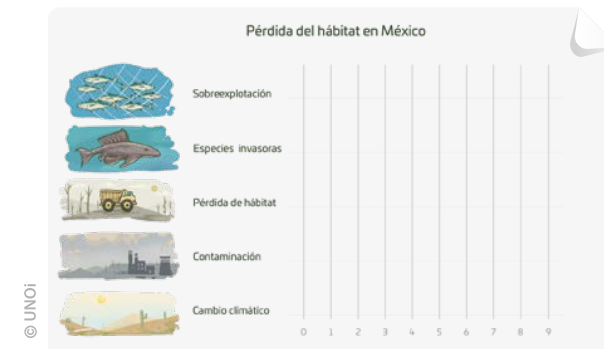 Pérdida del hábitat en México
Sobreexplotación
Especies invasoras
Pérdida de hábitat
Contaminación
Cambio climático
0 1 2 3 4 5 6 7 8 9
© UNOi